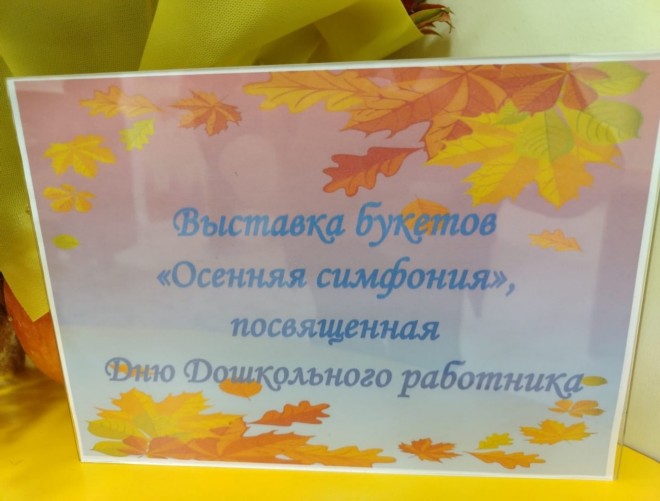 Выставка букетов
«Осенняя симфония»,
посвященная
Дню Дошкольного работника